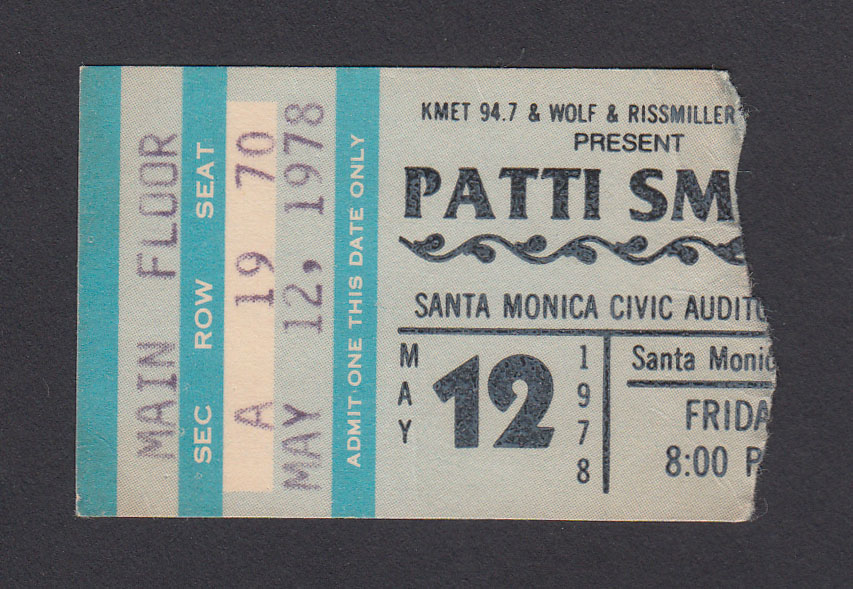 MAIN FLOOR
SEC ROW SEAT
A 19 70
MAY 12, 1978
ADMIT ONE THIS DATE ONLY
KMET 94.7 & WOLF & RISSMILLER
PRESENT
PATTI SM
SANTA MONICA CIVIC AUDITO
MAY 12 1978
Santa Monic
FRIDA
8:00 P